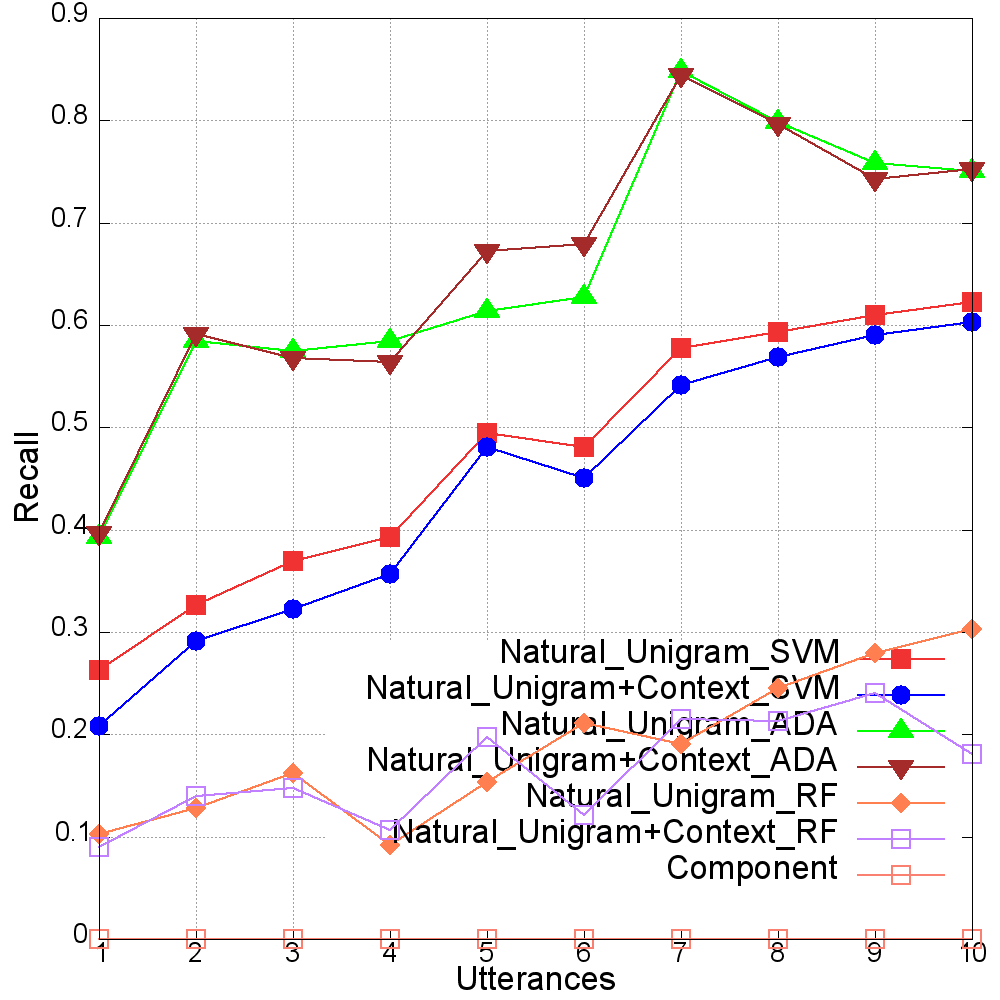 0.9
0.8
0.7
0.6
0.5
0.4
0.3
0.2
0.1
0
Recall
Natural_Unigram_SVM
Natural_Unigram+Context_SVM
Natural_Unigram_ADA
Natural_Unigram+Context_ADA
Natural_Unigram_RF
Natural_Unigram+Context_RF
Component
1 2 3 4 5 6 7 8 9 10
Utterances